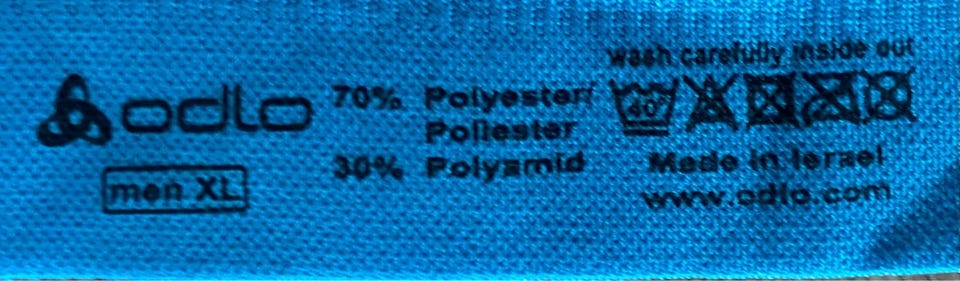 odlo
men XL
70% Polyester/
Poliester
30% Polyamid
wash carefully inside out
40°
Made in Israel
www.odlo.com